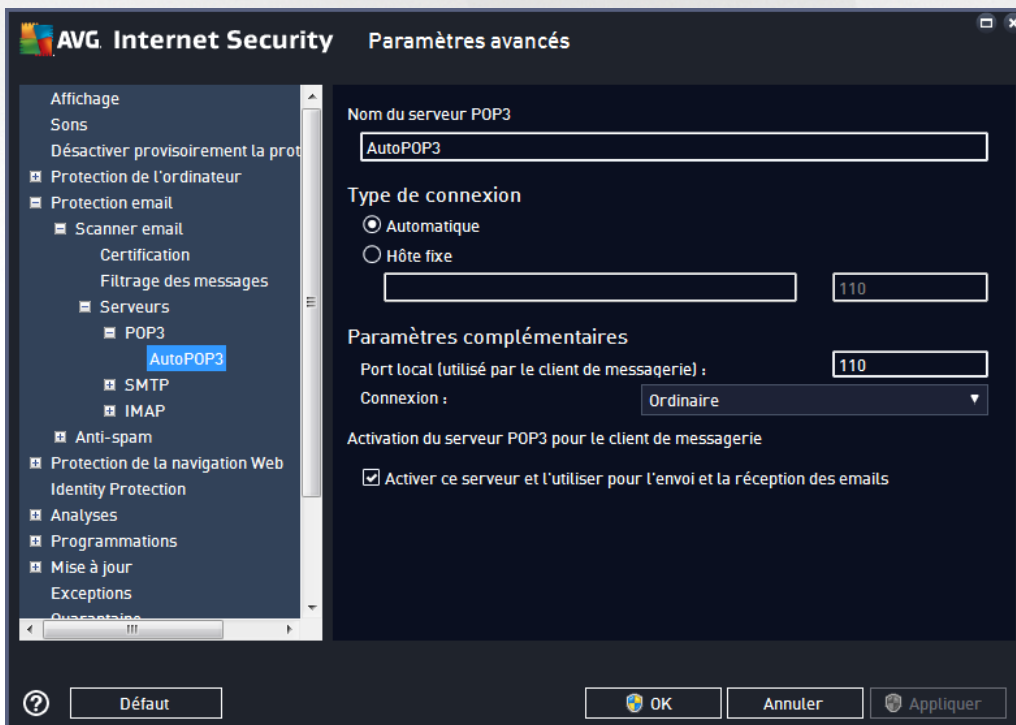 AVG. Internet Security Paramètres avancés
Affichage
Sons
Désactiver provisoirement la prot
Protection de l'ordinateur
Protection email
Scanner email
Certification
Filtrage des messages
Serveurs
POP3
AutoPOP3
SMTP
IMAP
Anti-spam
Protection de la navigation Web
Identity Protection
Analyses
Programmations
Mise à jour
Exceptions
Quarantaine
Nom du serveur POP3
AutoPOP3
Type de connexion
Automatique
Hôte fixe
110
Paramètres complémentaires
Port local (utilisé par le client de messagerie) : 110
Connexion : Ordinaire
Activation du serveur POP3 pour le client de messagerie
Activer ce serveur et l'utiliser pour l'envoi et la réception des emails
? Défaut OK Annuler Appliquer